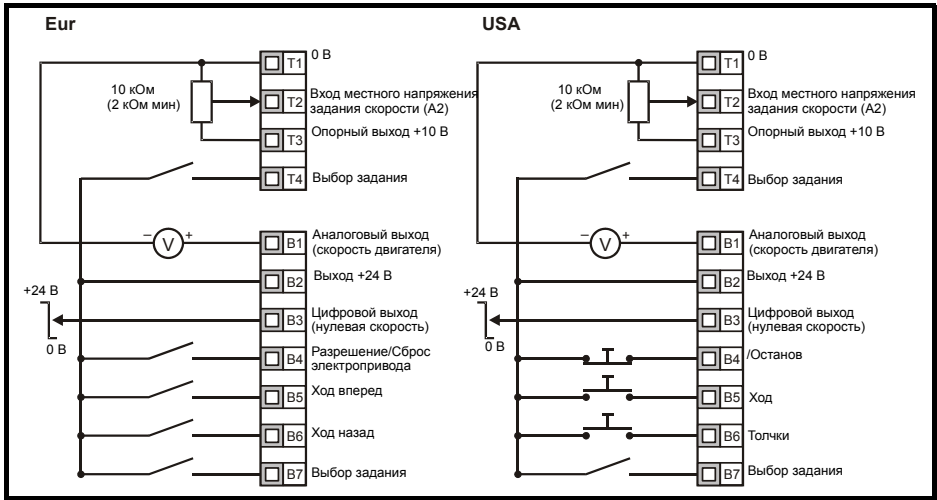 Eur
T1
0 В
10 кОм
(2 кОм мин)
T2
Вход местного напряжения
задания скорости (A2)
T3
Опорный выход +10 В
T4
Выбор задания
– V +
B1
Аналоговый выход
(скорость двигателя)
B2
Выход +24 В
+24 В
0 В
B3
Цифровой выход
(нулевая скорость)
B4
Разрешение/Сброс
электропривода
B5
Ход вперед
B6
Ход назад
B7
Выбор задания
USA
T1
0 В
10 кОм
(2 кОм мин)
T2
Вход местного напряжения
задания скорости (A2)
T3
Опорный выход +10 В
T4
Выбор задания
– V +
B1
Аналоговый выход
(скорость двигателя)
B2
Выход +24 В
+24 В
0 В
B3
Цифровой выход
(нулевая скорость)
B4
/Останов
B5
Ход
B6
Толчки
B7
Выбор задания